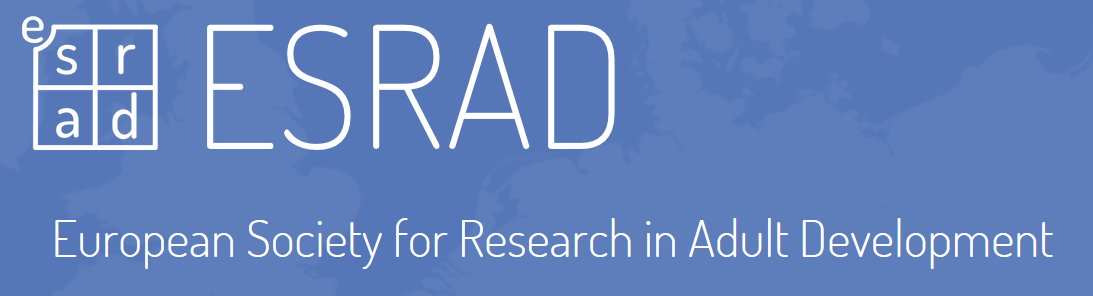 e
s r
a d
ESRAD
European Society for Research in Adult Development